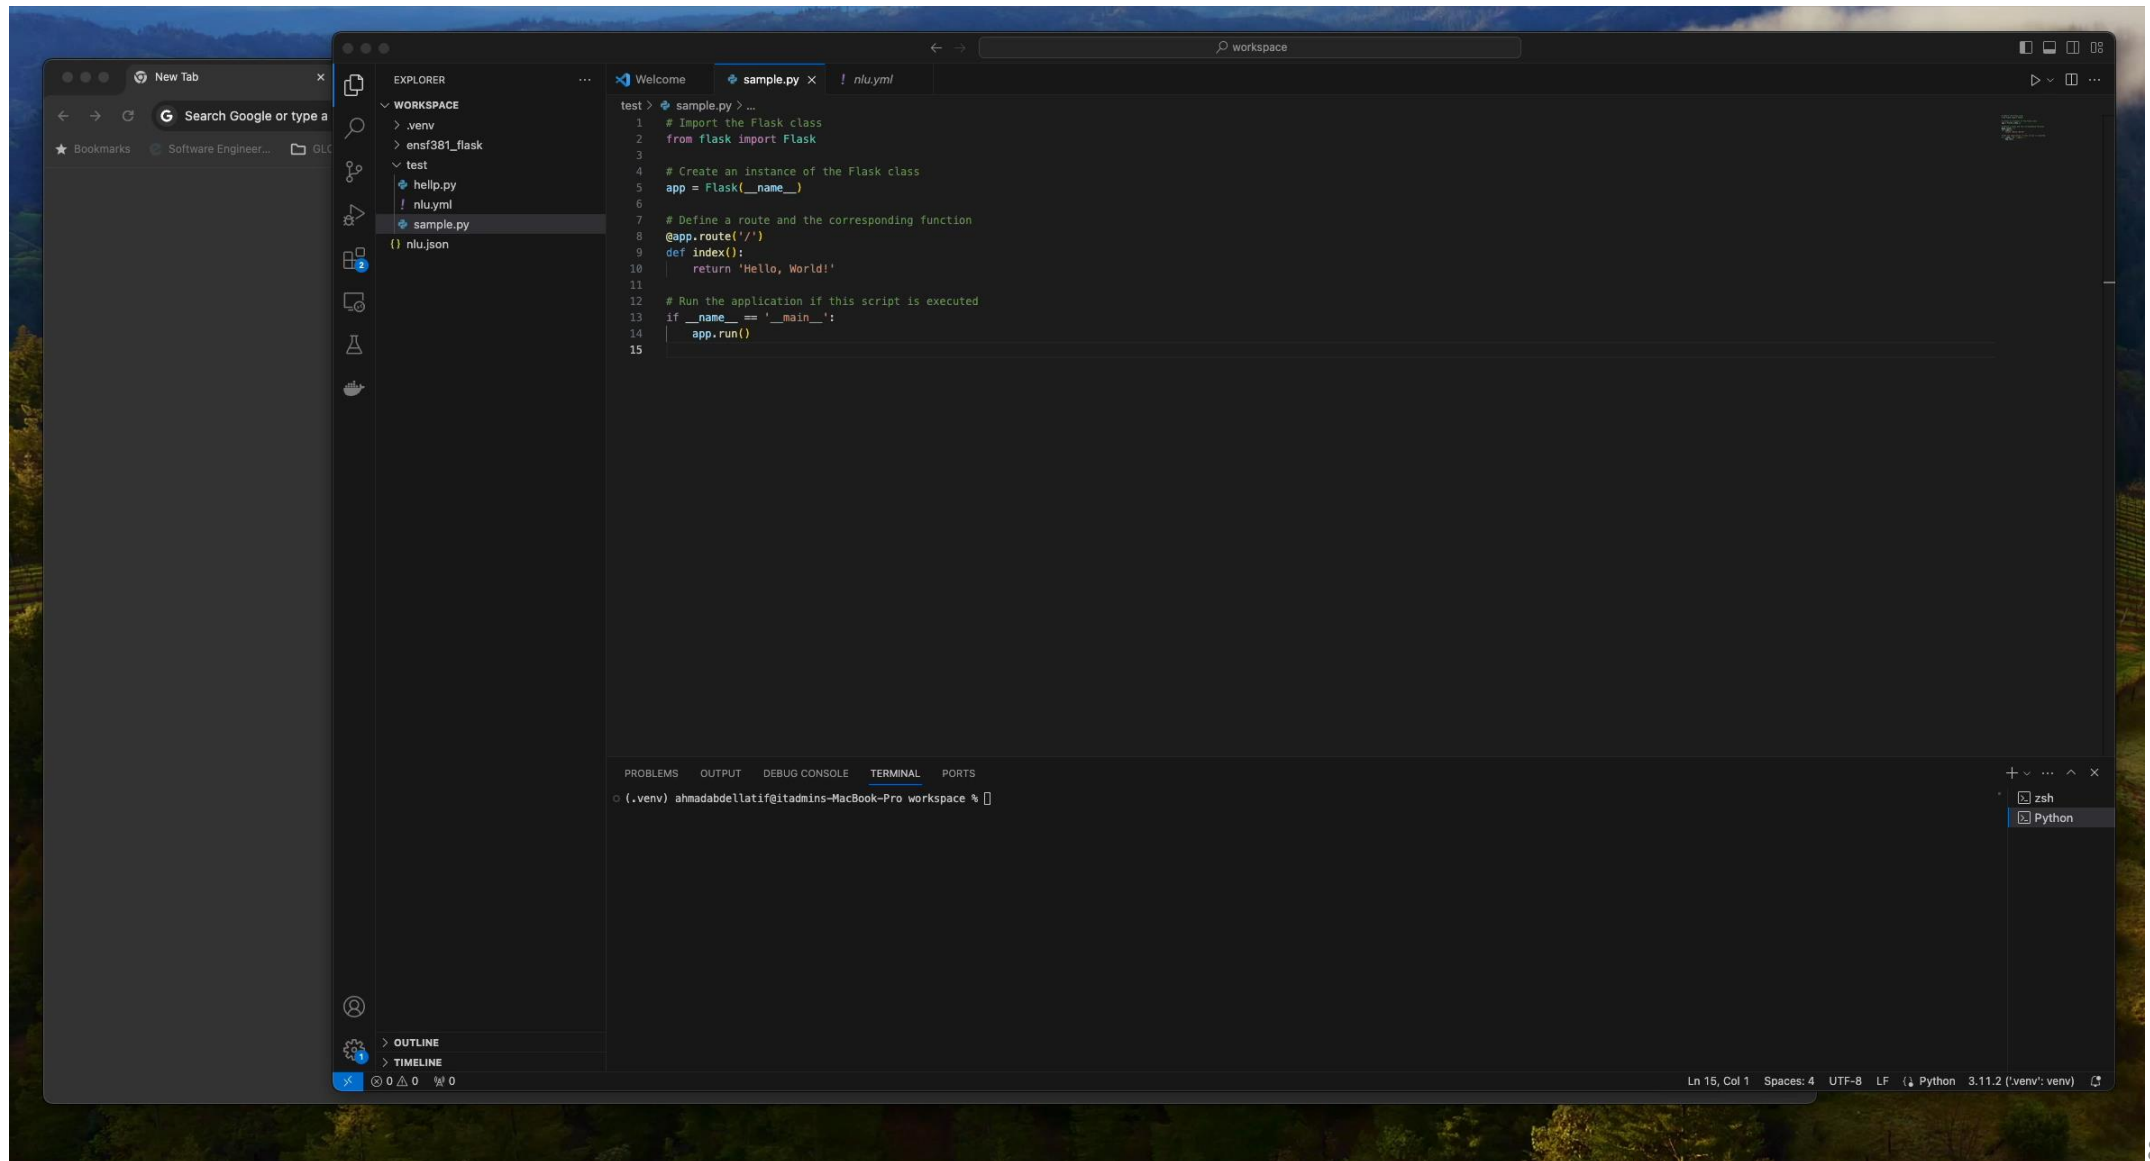 workspace
New Tab
Search Google or type a
Bookmarks
Software Engineer...
EXPLORER
WORKSPACE
.venv
ensf381_flask
test
hellp.py
! nlu.yml
sample.py
{} nlu.json
OUTLINE
TIMELINE
Welcome
sample.py
! nlu.yml
test > sample.py > ...
1 # Import the Flask class
2 from flask import Flask
3
4 # Create an instance of the Flask class
5 app = Flask(__name__)
6
7 # Define a route and the corresponding function
8 @app.route('/')
9 def index():
10 return 'Hello, World!'
11
12 # Run the application if this script is executed
13 if __name__ == '__main__':
14 app.run()
15
PROBLEMS OUTPUT DEBUG CONSOLE TERMINAL PORTS
(.venv) ahmadabdellatif@itadmins-MacBook-Pro workspace %
zsh
Python
2
1
0 0 0
Ln 15, Col 1 Spaces: 4 UTF-8 LF Python 3.11.2 ('.venv': venv)